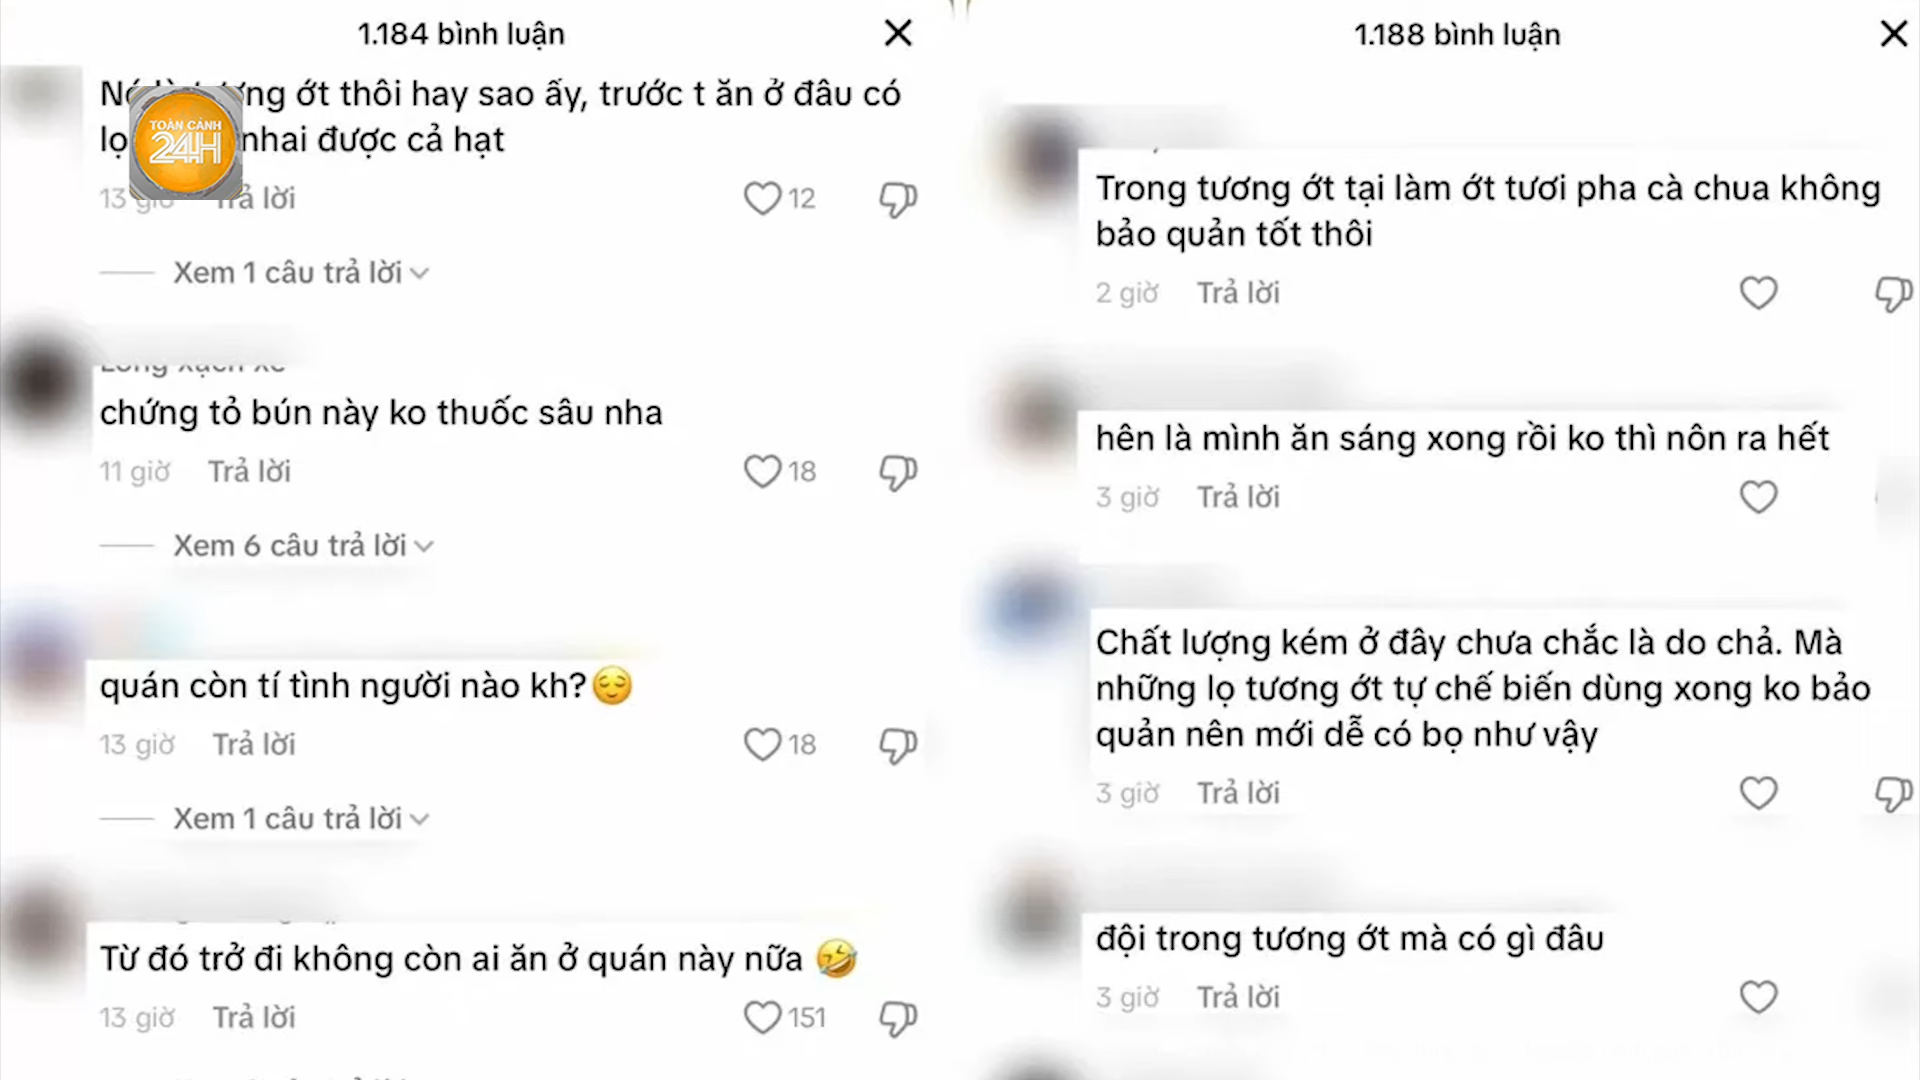 1.184 bình luận
ng ớt thôi hay sao ấy, trước t ăn ở đâu có
nhai được cả hạt
TOÀN CẢNH
24H
13 giờ Trả lời 12
Xem 1 câu trả lời
chứng tỏ bún này ko thuốc sâu nha
11 giờ Trả lời 18
Xem 6 câu trả lời
quán còn tí tình người nào kh?😌
13 giờ Trả lời 18
Xem 1 câu trả lời
Từ đó trở đi không còn ai ăn ở quán này nữa 🤣
13 giờ Trả lời 151
1.188 bình luận
Trong tương ớt tại làm ớt tươi pha cà chua không
bảo quản tốt thôi
2 giờ Trả lời
hên là mình ăn sáng xong rồi ko thì nôn ra hết
3 giờ Trả lời
Chất lượng kém ở đây chưa chắc là do chả. Mà
những lọ tương ớt tự chế biến dùng xong ko bảo
quản nên mới dễ có bọ như vậy
3 giờ Trả lời
đội trong tương ớt mà có gì đâu
3 giờ Trả lời